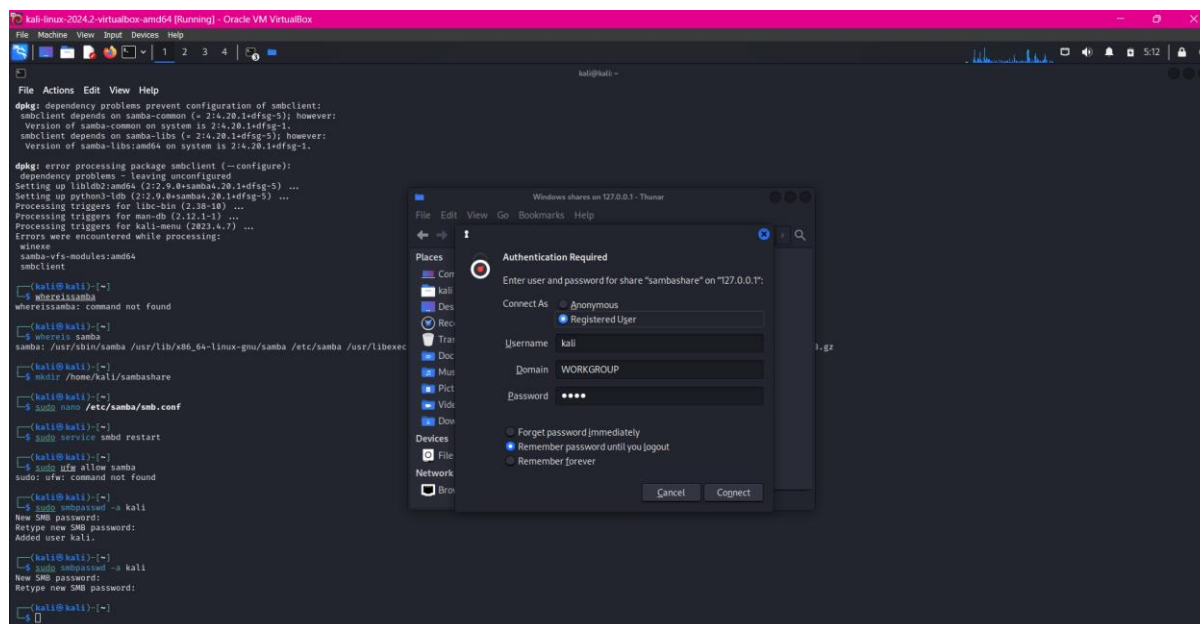 kali-linux-2024.2-virtualbox-amd64 [Running] - Oracle VM VirtualBox
File Machine View Input Devices Help
1 2 3 4
5:12
kali@kali: ~
File Actions Edit View Help
dpkg: dependency problems prevent configuration of smbclient:
smbclient depends on samba-common (= 2:4.20.1+dfsg-5); however:
Version of samba-common on system is 2:4.20.1+dfsg-1.
smbclient depends on samba-libs (= 2:4.20.1+dfsg-5); however:
Version of samba-libs:amd64 on system is 2:4.20.1+dfsg-1.
dpkg: error processing package smbclient (--configure):
dependency problems - leaving unconfigured
Setting up libldb2:amd64 (2:2.9.0+samba4.20.1+dfsg-5) ...
Setting up python3-ldb (2:2.9.0+samba4.20.1+dfsg-5) ...
Processing triggers for libc-bin (2.38-10) ...
Processing triggers for man-db (2.12.1-1) ...
Processing triggers for kali-menu (2023.4.7) ...
Errors were encountered while processing:
winexe
samba-vfs-modules:amd64
smbclient
(kali㉿kali)-[~]
$ whereissamba
whereissamba: command not found
(kali㉿kali)-[~]
$ whereis samba
samba: /usr/sbin/samba /usr/lib/x86_64-linux-gnu/samba /etc/samba /usr/libexec
(kali㉿kali)-[~]
$ mkdir /home/kali/sambashare
(kali㉿kali)-[~]
$ sudo nano /etc/samba/smb.conf
(kali㉿kali)-[~]
$ sudo service smbd restart
(kali㉿kali)-[~]
$ sudo ufw allow samba
sudo: ufw: command not found
(kali㉿kali)-[~]
$ sudo smbpasswd -a kali
New SMB password:
Retype new SMB password:
Added user kali.
(kali㉿kali)-[~]
$ sudo smbpasswd -a kali
New SMB password:
Retype new SMB password:
(kali㉿kali)-[~]
$
Windows shares on 127.0.0.1 - Thunar
File Edit View Go Bookmarks Help
Places
Com
kali
Des
Rec
Tras
Doc
Mus
Pict
Vide
Dow
Devices
File
Network
Brow
Authentication Required
Enter user and password for share "sambashare" on "127.0.0.1":
Connect As Anonymous
Registered User
Username kali
Domain WORKGROUP
Password ••••
Forget password immediately
Remember password until you logout
Remember forever
Cancel Connect